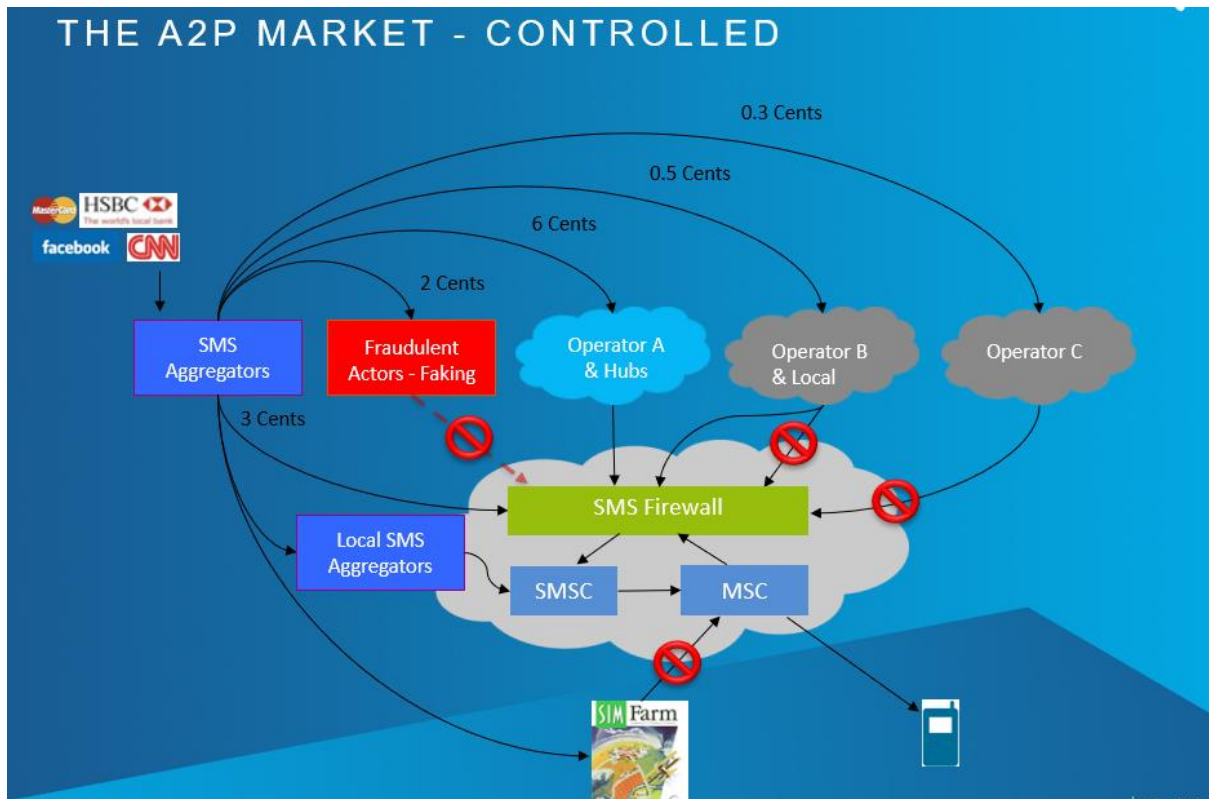 THE A2P MARKET - CONTROLLED
0.3 Cents
0.5 Cents
6 Cents
2 Cents
MasterCard
HSBC
The world's local bank
facebook
CNN
SMS
Aggregators
Fraudulent
Actors - Faking
Operator A
& Hubs
Operator B
& Local
Operator C
3 Cents
SMS Firewall
Local SMS
Aggregators
SMSC
MSC
SIM Farm